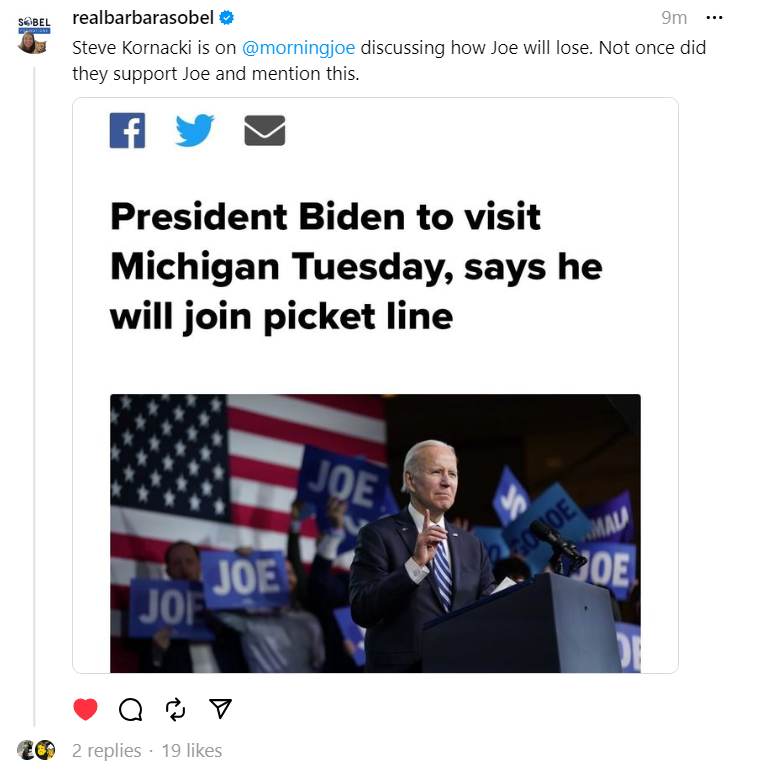 SOBEL
realbarbarasobel
9m
Steve Kornacki is on @morningjoe discussing how Joe will lose. Not once did
they support Joe and mention this.
President Biden to visit
Michigan Tuesday, says he
will join picket line
JOE
JOE
JOE
GO JOE
JOE
2 replies · 19 likes